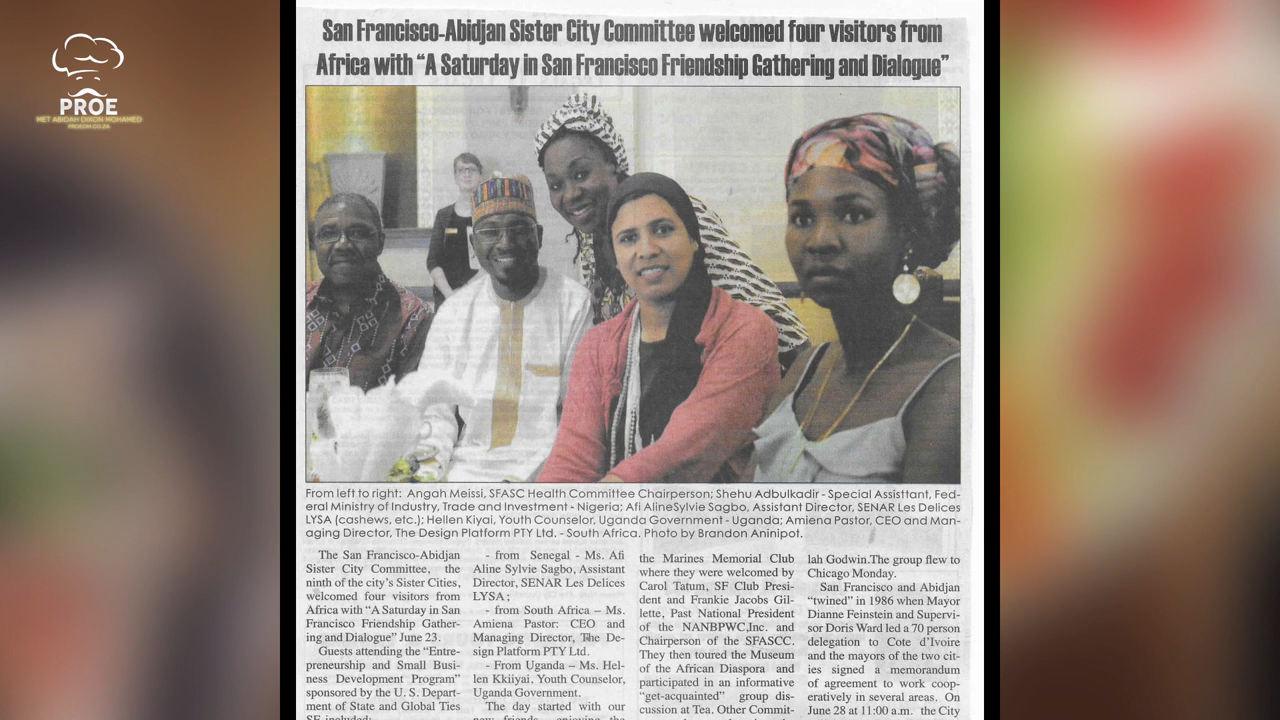 PROE
MET ABIDAH DIXON MOHAMED
PROEDM.CO.ZA
San Francisco-Abidjan Sister City Committee welcomed four visitors from
Africa with “A Saturday in San Francisco Friendship Gathering and Dialogue”
From left to right: Angah Meissi, SFASC Health Committee Chairperson; Shehu Adbulkadir - Special Assisttant, Fed-
eral Ministry of Industry, Trade and Investment - Nigeria; Afi AlineSylvie Sagbo, Assistant Director, SENAR Les Delices
LYSA (cashews, etc.); Hellen Kiyai, Youth Counselor, Uganda Government - Uganda; Amiena Pastor, CEO and Man-
aging Director, The Design Platform PTY Ltd. - South Africa. Photo by Brandon Aninipot.
The San Francisco-Abidjan
Sister City Committee, the
ninth of the city's Sister Cities,
welcomed four visitors from
Africa with “A Saturday in San
Francisco Friendship Gather-
ing and Dialogue” June 23.
Guests attending the “Entre-
preneurship and Small Busi-
ness Development Program”
sponsored by the U. S. Depart-
ment of State and Global Ties
SF included:
- from Senegal - Ms. Afi
Aline Sylvie Sagbo, Assistant
Director, SENAR Les Delices
LYSA ;
- from South Africa – Ms.
Amiena Pastor: CEO and
Managing Director, The De-
sign Platform PTY Ltd.
- From Uganda – Ms. Hel-
len Kkiiyai, Youth Counselor,
Uganda Government.
The day started with our
new friends enjoying the
the Marines Memorial Club
where they were welcomed by
Carol Tatum, SF Club Presi-
dent and Frankie Jacobs Gil-
lette, Past National President
of the NANBPWC,Inc. and
Chairperson of the SFASCC.
They then toured the Museum
of the African Diaspora and
participated in an informative
“get-acquainted” group dis-
cussion at Tea. Other Commit-
lah Godwin.The group flew to
Chicago Monday.
San Francisco and Abidjan
“twined” in 1986 when Mayor
Dianne Feinstein and Supervi-
sor Doris Ward led a 70 person
delegation to Cote d'Ivoire
and the mayors of the two cit-
ies signed a memorandum
of agreement to work coop-
eratively in several areas. On
June 28 at 11:00 a.m. the City